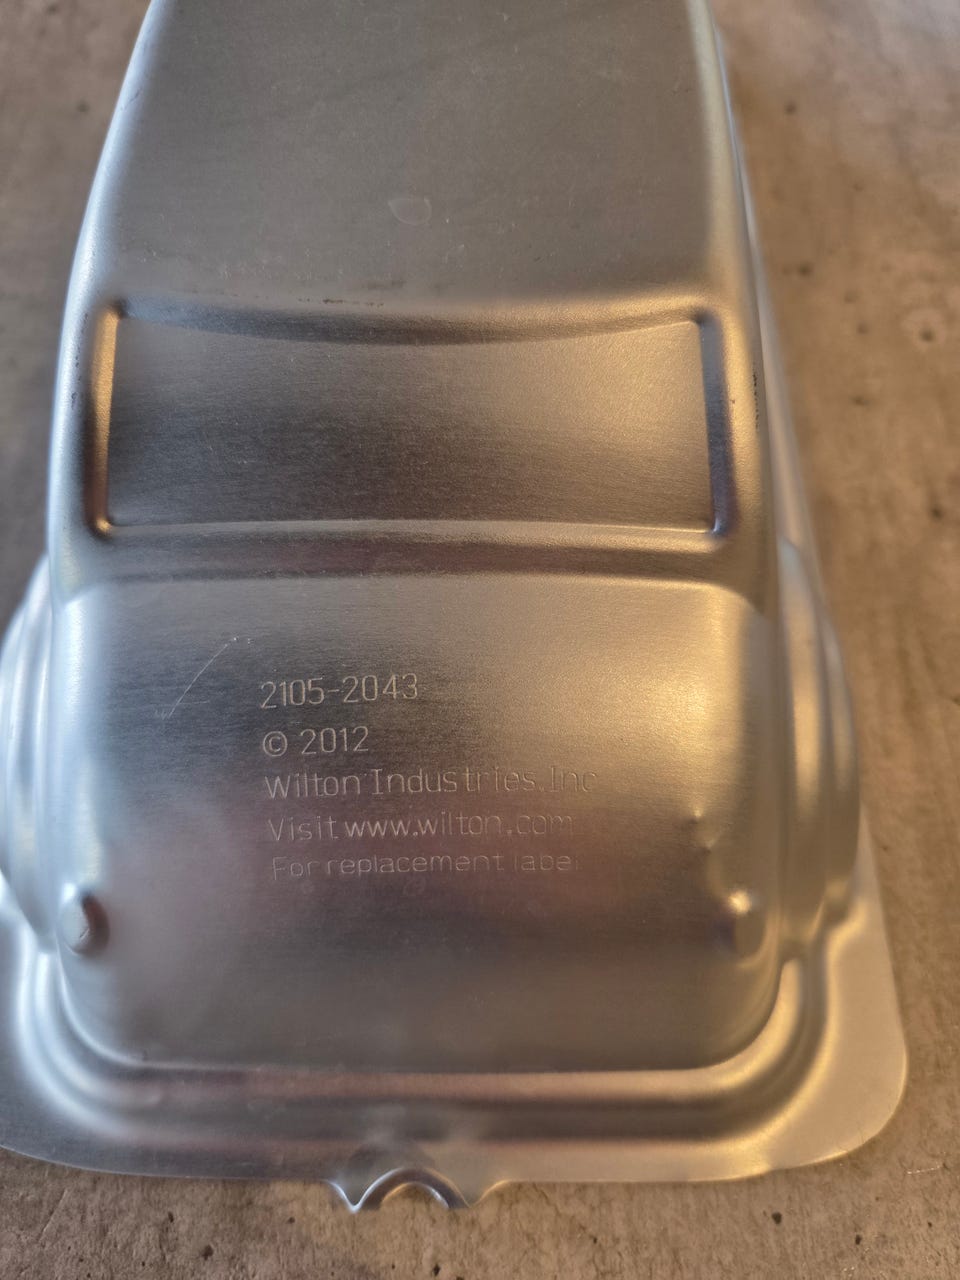 2105-2043
© 2012
Wilton Industries, Inc
Visit www.wilton.com
For replacement label